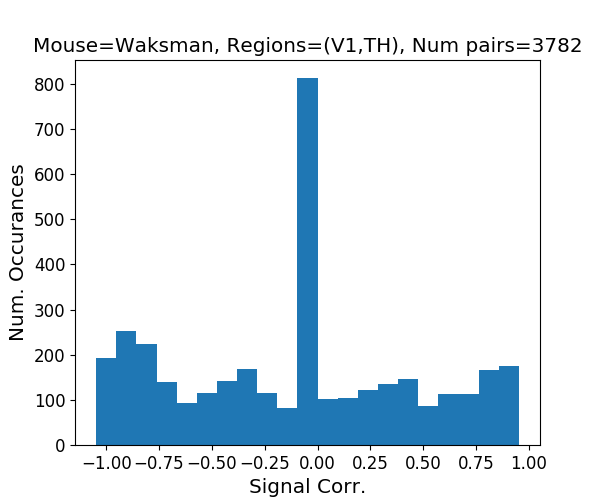 Mouse=Waksman, Regions=(V1,TH), Num pairs=3782
Num. Occurances
800
700
600
500
400
300
200
100
0
−1.00 −0.75 −0.50 −0.25 0.00 0.25 0.50 0.75 1.00
Signal Corr.